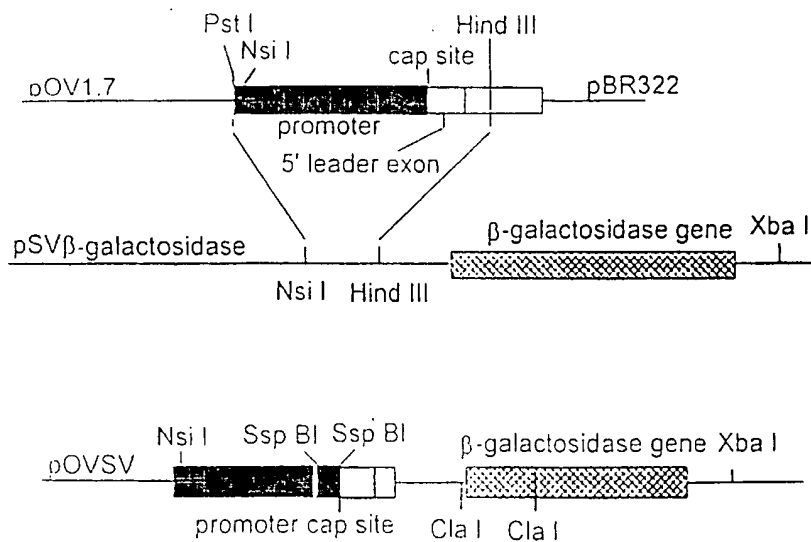 Pst I
Nsi I
cap site
Hind III
pOV1.7
pBR322
promoter
5' leader exon
pSVβ-galactosidase
β-galactosidase gene
Xba I
Nsi I
Hind III
pOVSV
Nsi I
Ssp BI
Ssp BI
β-galactosidase gene
Xba I
promoter
cap site
Cla I
Cla I